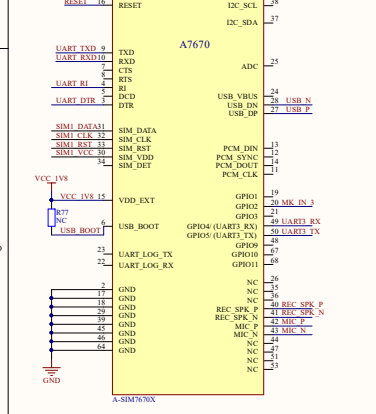 RESET 16 RESET
I2C_SCL 38
I2C_SDA 37
A7670
UART_TXD 9 TXD
UART_RXD 10 RXD
7 CTS
8 RTS
UART_RI 4 RI
5 DCD
UART_DTR 3 DTR
ADC 25
USB_VBUS 24
USB_DN 28 USB_N
USB_DP 27 USB_P
SIM1_DATA 31 SIM_DATA
SIM1_CLK 32 SIM_CLK
SIM1_RST 33 SIM_RST
SIM1_VCC 30 SIM_VDD
34 SIM_DET
PCM_DIN 13
PCM_SYNC 12
PCM_DOUT 14
PCM_CLK 11
VCC_1V8
VCC_1V8 15 VDD_EXT
R77
NC
USB_BOOT 6 USB_BOOT
GPIO1 19
GPIO2 20 MK_IN_3
GPIO3 21
GPIO4/ (UART3_RX) 49 UART3_RX
GPIO5/ (UART3_TX) 50 UART3_TX
GPIO9 48
GPIO10 67
GPIO11 68
23 UART_LOG_TX
22 UART_LOG_RX
2 GND
17 GND
18 GND
29 GND
39 GND
45 GND
46 GND
64 GND
GND
NC 26
NC 35
NC 36
REC_SPK_P 40 REC_SPK_P
REC_SPK_N 41 REC_SPK_N
MIC_P 42 MIC_P
MIC_N 43 MIC_N
NC 44
NC 47
NC 51
NC 53
A-SIM7670X